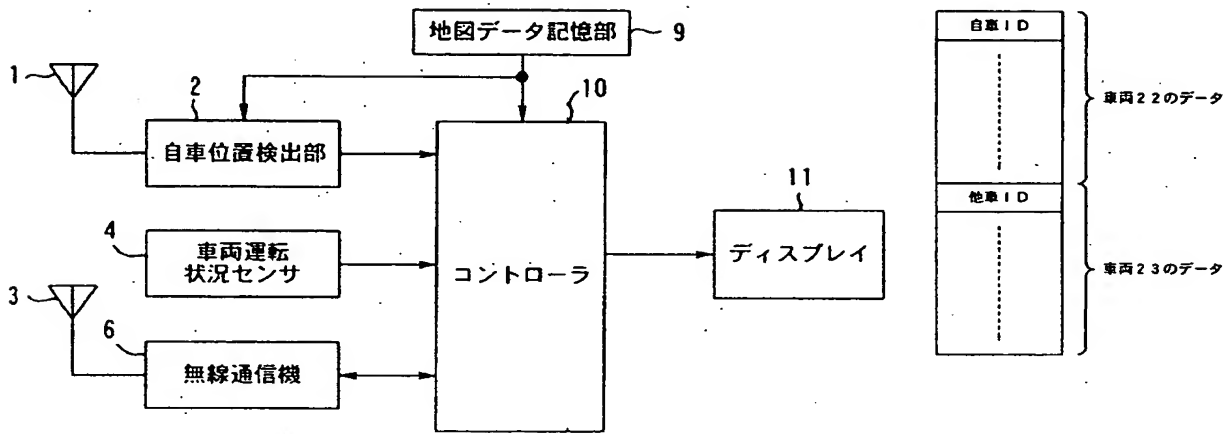 地図データ記憶部
9
1
2
自車位置検出部
10
4
車両運転
状況センサ
コントローラ
11
ディスプレイ
3
6
無線通信機
自車ID
車両22のデータ
他車ID
車両23のデータ